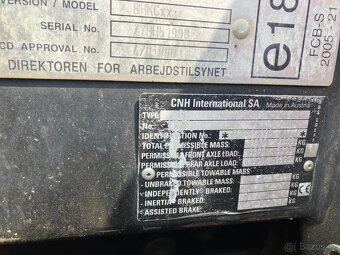 VERSION / MODEL
SERIAL No.
CD APPROVAL No.
DIREKTOREN FOR ARBEJDSTILSYNET
e18
FCB-S
2005 - 21
CNH International SA Made in Austria
TYPE
No.
IDENTIFICATION No.: * *
TOTAL PERMISSIBLE MASS: KG
PERMISSIBLE FRONT AXLE LOAD: KG
PERMISSIBLE REAR AXLE LOAD: KG
PERMISSIBLE TOWABLE MASS
- UNBRAKED TOWABLE MASS: KG
- INDEPENDENTLY BRAKED: KG
- INERTIA BRAKED: KG
- ASSISTED BRAKE: KG
CE